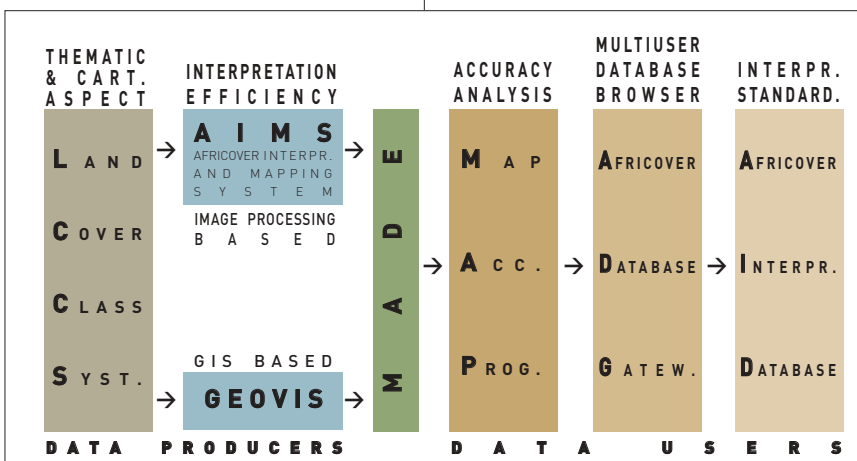 THEMATIC
& CART.
ASPECT
LAND
COVER
CLASS
SYST.
INTERPRETATION
EFFICIENCY
AIMS
AFRICOVER INTERPR.
AND MAPPING
SYSTEM
IMAGE PROCESSING
BASED
GIS BASED
GEOVIS
MADE
ACCURACY
ANALYSIS
MAP
ACC.
PROG.
MULTIUSER
DATABASE
BROWSER
AFRICOVER
DATABASE
GATEW.
INTERPR.
STANDARD.
AFRICOVER
INTERPR.
DATABASE
DATA PRODUCERS
DATA USERS